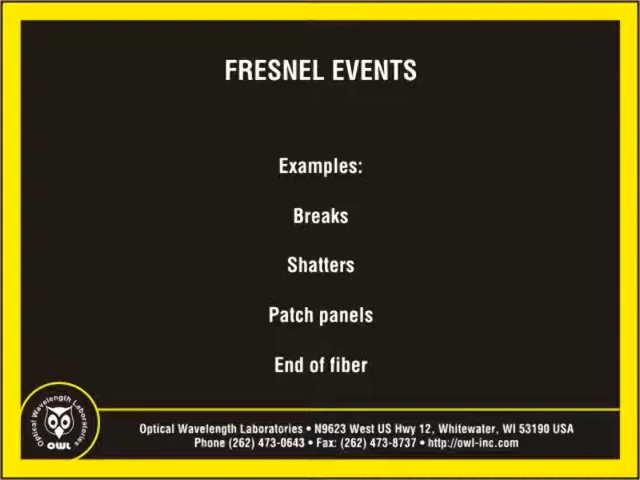 FRESNEL EVENTS
Examples:
Breaks
Shatters
Patch panels
End of fiber
Optical Wavelength Laboratories
OWL
Optical Wavelength Laboratories • N9623 West US Hwy 12, Whitewater, WI 53190 USA
Phone (262) 473-0643 • Fax: (262) 473-8737 • http://owl-inc.com